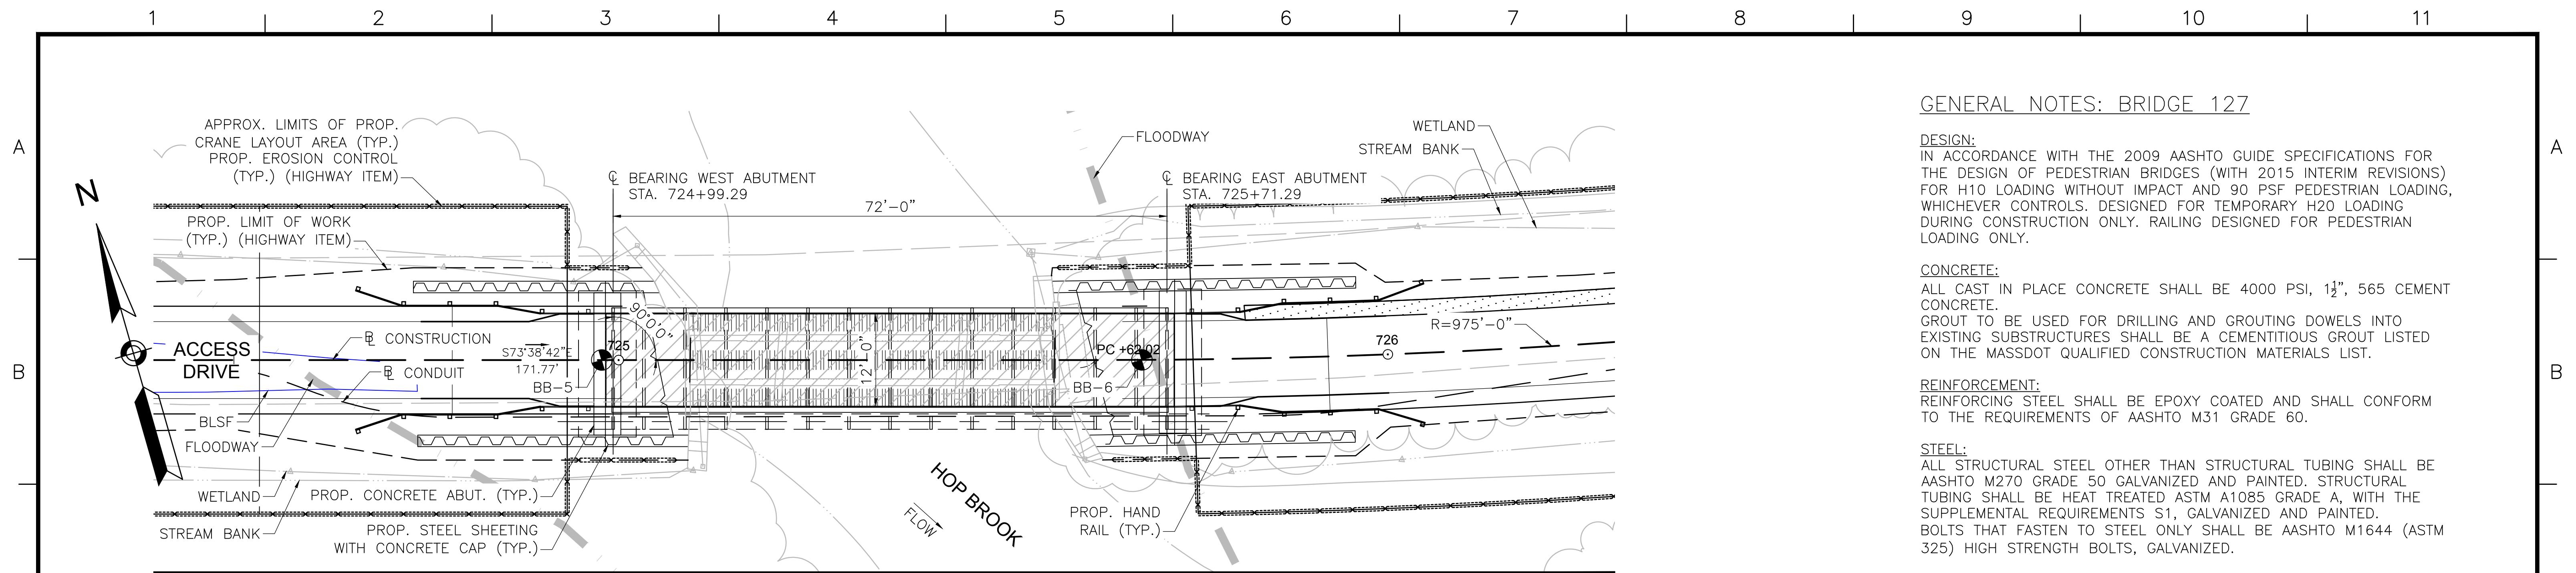 1 2 3 4 5 6 7 8 9 10 11
A
B
A
B
APPROX. LIMITS OF PROP.
CRANE LAYOUT AREA (TYP.)
PROP. EROSION CONTROL
(TYP.) (HIGHWAY ITEM)
N
PROP. LIMIT OF WORK
(TYP.) (HIGHWAY ITEM)
℄ BEARING WEST ABUTMENT
STA. 724+99.29
72'-0"
FLOODWAY
℄ BEARING EAST ABUTMENT
STA. 725+71.29
WETLAND
STREAM BANK
ACCESS
DRIVE
CONSTRUCTION
CONDUIT
S73°38'42"E
171.77'
90°0'0"
725
BB-5
12'-0"
PC +62.02
BB-6
R=975'-0"
726
BLSF
FLOODWAY
WETLAND
STREAM BANK
PROP. CONCRETE ABUT. (TYP.)
PROP. STEEL SHEETING
WITH CONCRETE CAP (TYP.)
FLOW
HOP BROOK
PROP. HAND
RAIL (TYP.)
GENERAL NOTES: BRIDGE 127
DESIGN:
IN ACCORDANCE WITH THE 2009 AASHTO GUIDE SPECIFICATIONS FOR
THE DESIGN OF PEDESTRIAN BRIDGES (WITH 2015 INTERIM REVISIONS)
FOR H10 LOADING WITHOUT IMPACT AND 90 PSF PEDESTRIAN LOADING,
WHICHEVER CONTROLS. DESIGNED FOR TEMPORARY H20 LOADING
DURING CONSTRUCTION ONLY. RAILING DESIGNED FOR PEDESTRIAN
LOADING ONLY.
CONCRETE:
ALL CAST IN PLACE CONCRETE SHALL BE 4000 PSI, 1½", 565 CEMENT
CONCRETE.
GROUT TO BE USED FOR DRILLING AND GROUTING DOWELS INTO
EXISTING SUBSTRUCTURES SHALL BE A CEMENTITIOUS GROUT LISTED
ON THE MASSDOT QUALIFIED CONSTRUCTION MATERIALS LIST.
REINFORCEMENT:
REINFORCING STEEL SHALL BE EPOXY COATED AND SHALL CONFORM
TO THE REQUIREMENTS OF AASHTO M31 GRADE 60.
STEEL:
ALL STRUCTURAL STEEL OTHER THAN STRUCTURAL TUBING SHALL BE
AASHTO M270 GRADE 50 GALVANIZED AND PAINTED. STRUCTURAL
TUBING SHALL BE HEAT TREATED ASTM A1085 GRADE A, WITH THE
SUPPLEMENTAL REQUIREMENTS S1, GALVANIZED AND PAINTED.
BOLTS THAT FASTEN TO STEEL ONLY SHALL BE AASHTO M1644 (ASTM
325) HIGH STRENGTH BOLTS, GALVANIZED.